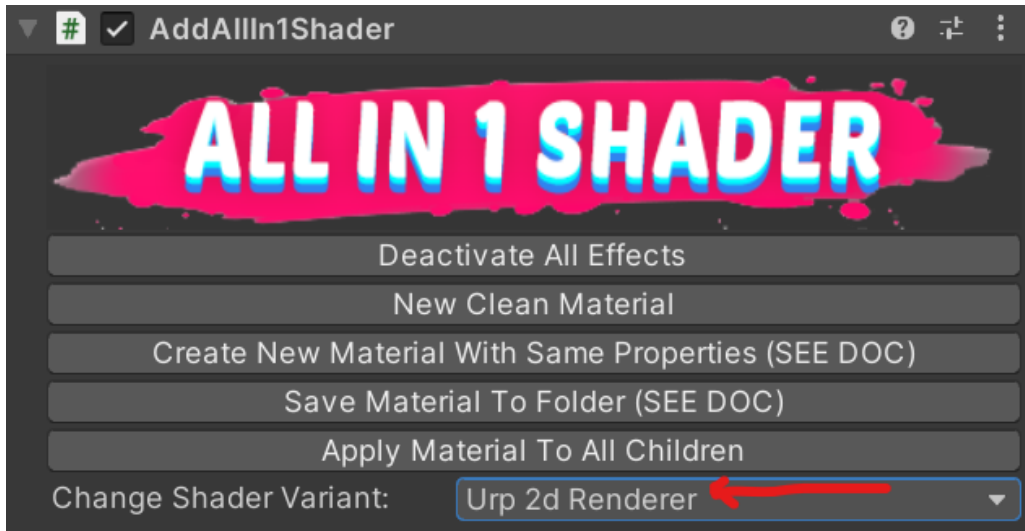 # AddAllIn1Shader
ALL IN 1 SHADER
Deactivate All Effects
New Clean Material
Create New Material With Same Properties (SEE DOC)
Save Material To Folder (SEE DOC)
Apply Material To All Children
Change Shader Variant: Urp 2d Renderer